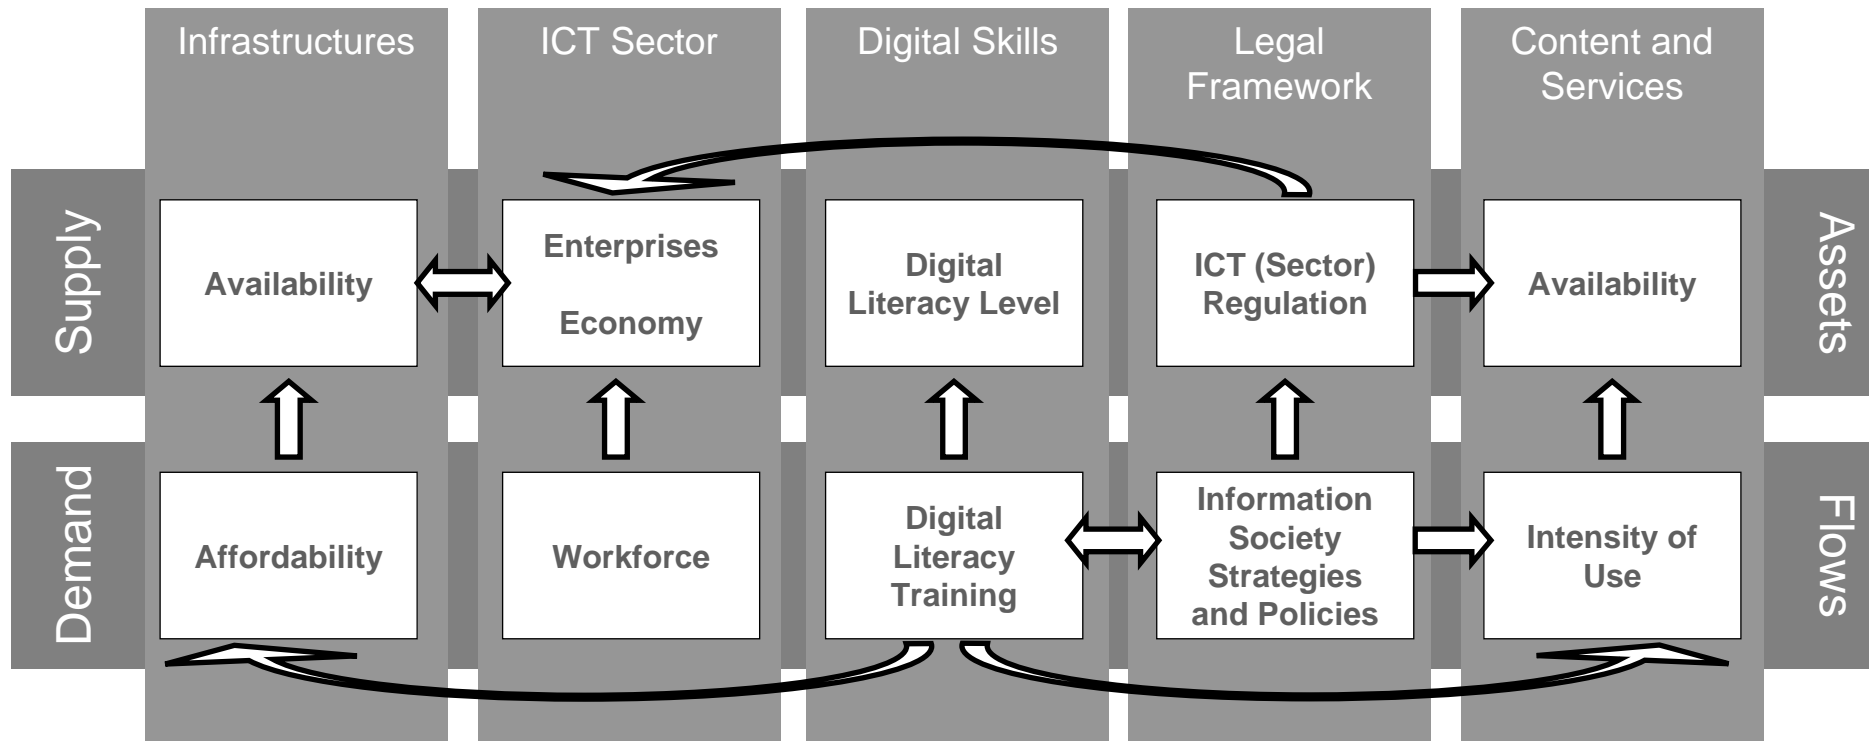 Infrastructures
ICT Sector
Digital Skills
Legal
Framework
Content and
Services
Supply
Availability
Enterprises
Economy
Digital
Literacy Level
ICT (Sector)
Regulation
Availability
Assets
Demand
Affordability
Workforce
Digital
Literacy
Training
Information
Society
Strategies
and Policies
Intensity of
Use
Flows